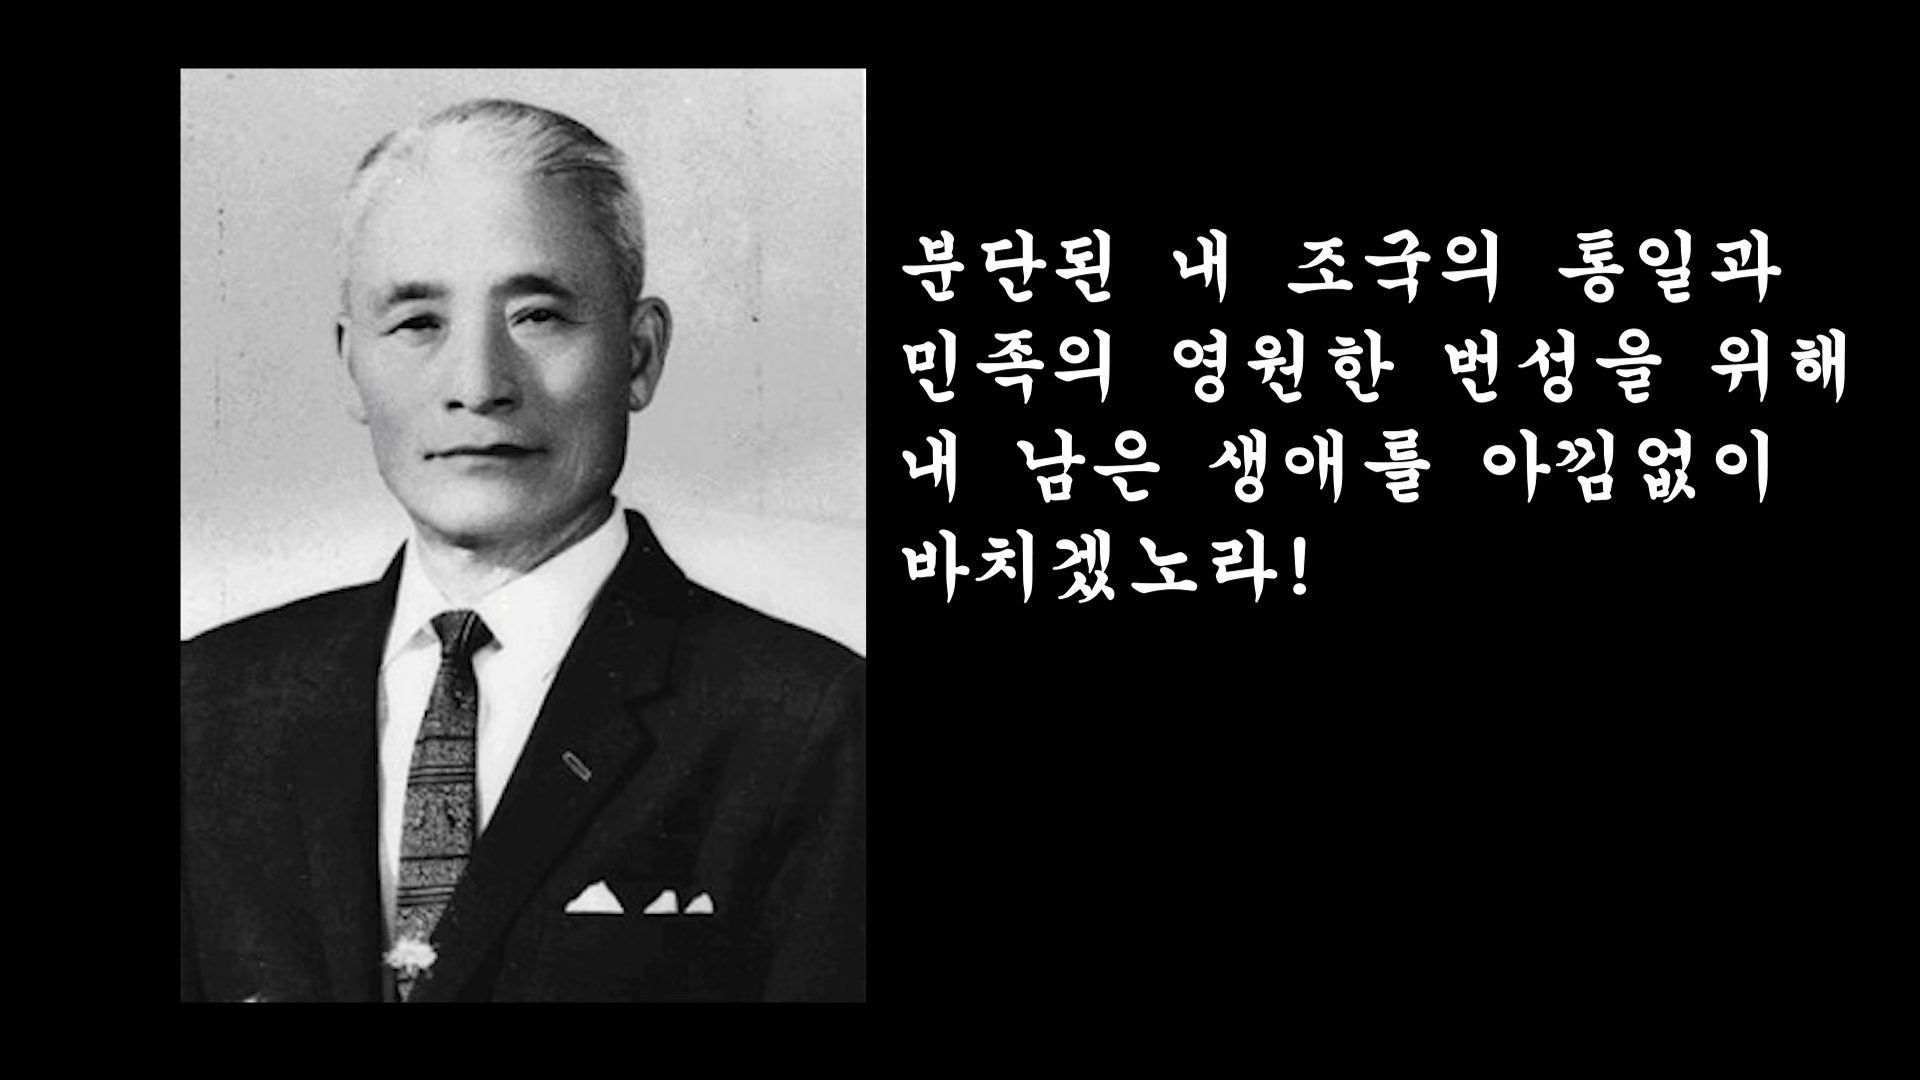 분단된 내 조국의 통일과
민족의 영원한 번성을 위해
내 남은 생애를 아낌없이
바치겠노라!